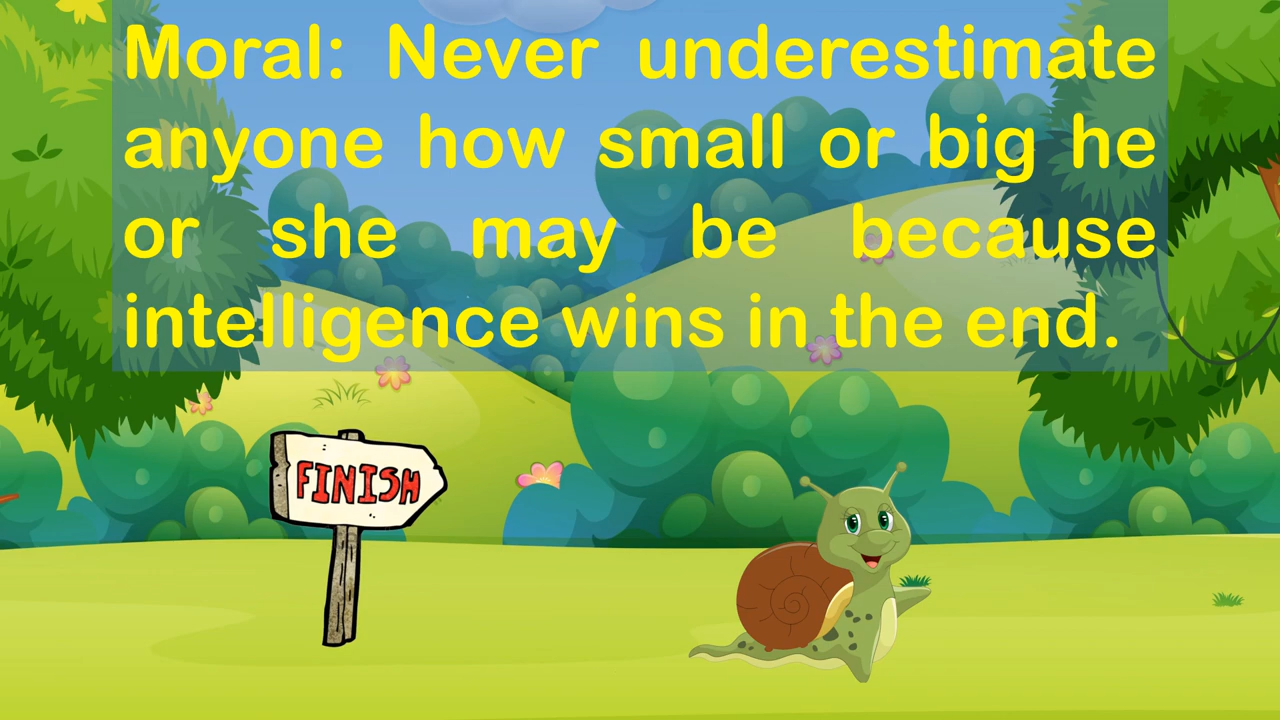 Moral: Never underestimate
anyone how small or big he
or she may be because
intelligence wins in the end.
FINISH